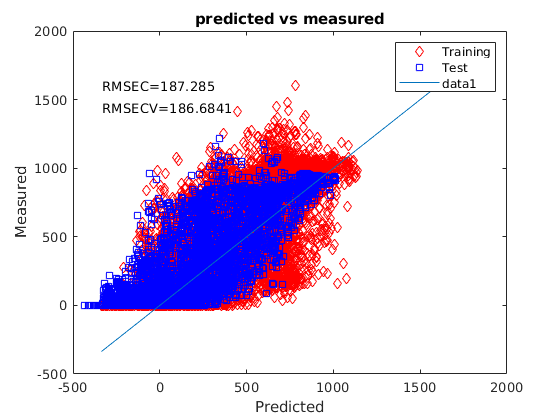 predicted vs measured
2000
1500
1000
500
0
-500
Measured
RMSEC=187.285
RMSECV=186.6841
Training
Test
data1
-500 0 500 1000 1500 2000
Predicted